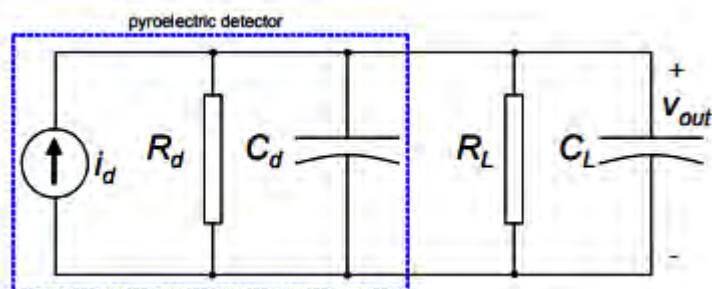 pyroelectric detector
+
v_out
i_d
R_d
C_d
R_L
C_L
-